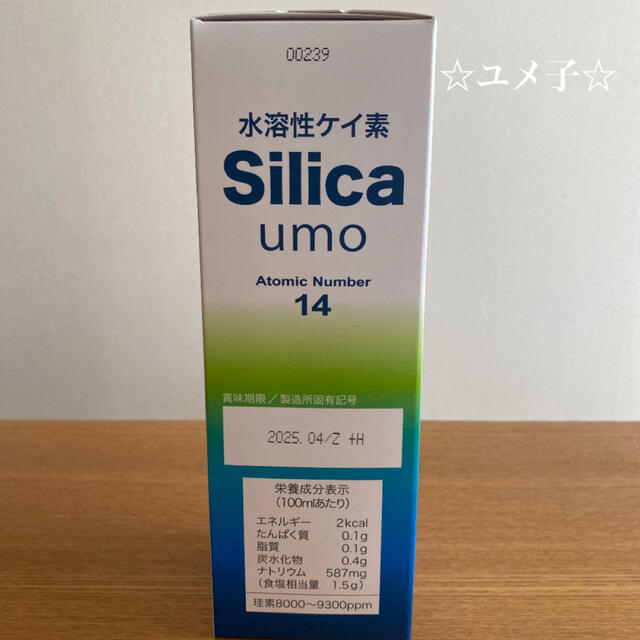 00239
☆ユメ子☆
水溶性ケイ素
Silica
umo
Atomic Number
14
賞味期限／製造所固有記号
2025.04/Z +H
栄養成分表示
(100mlあたり)
エネルギー 2kcal
たんぱく質 0.1g
脂質 0.1g
炭水化物 0.4g
ナトリウム 587mg
(食塩相当量 1.5g)
珪素8000～9300ppm